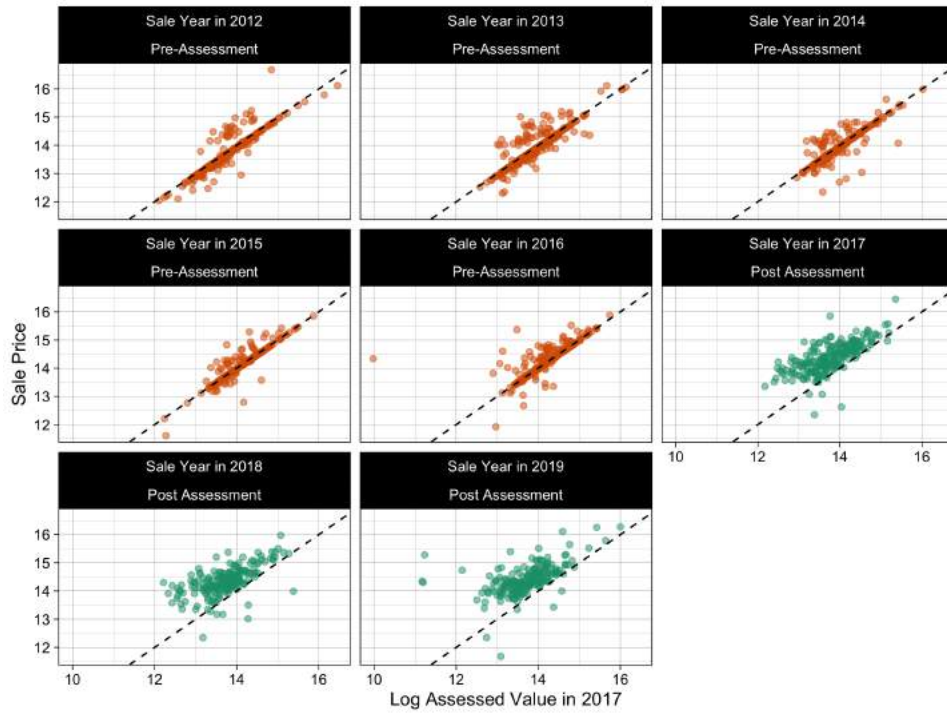 Sale Year in 2012
Pre-Assessment
Sale Year in 2013
Pre-Assessment
Sale Year in 2014
Pre-Assessment
16
15
14
13
12
Sale Year in 2015
Pre-Assessment
Sale Year in 2016
Pre-Assessment
Sale Year in 2017
Post Assessment
16
15
14
13
12
10
12
14
16
Sale Year in 2018
Post Assessment
Sale Year in 2019
Post Assessment
16
15
14
13
12
10
12
14
16
10
12
14
16
Sale Price
Log Assessed Value in 2017